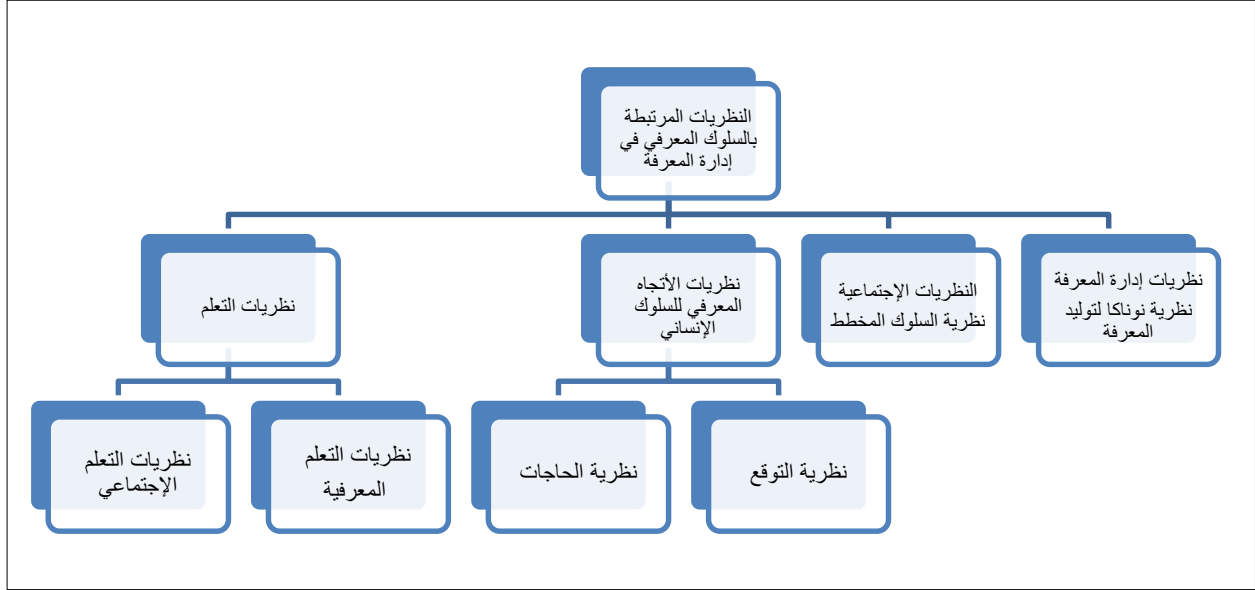 النظريات المرتبطة
بالسلوك المعرفي في
إدارة المعرفة
نظريات إدارة المعرفة
نظرية نوناكا لتوليد
المعرفة
النظريات الإجتماعية
نظرية السلوك المخطط
نظريات الأتجاه
المعرفي للسلوك
الإنساني
نظريات التعلم
نظرية التوقع
نظرية الحاجات
نظريات التعلم
المعرفية
نظريات التعلم
الإجتماعي